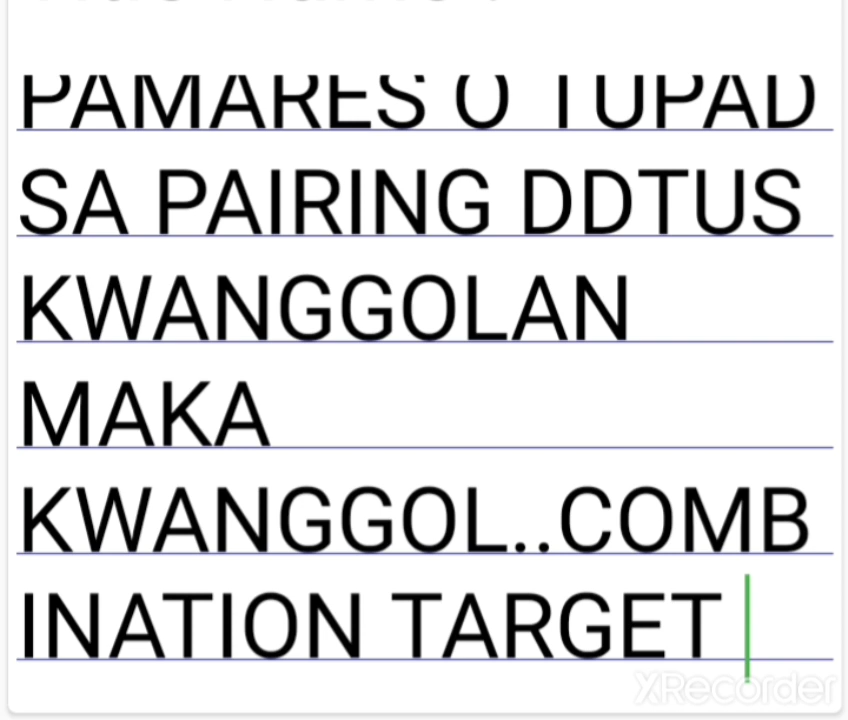 PAMARES O TUPAD
SA PAIRING DDTUS
KWANGGOLAN
MAKA
KWANGGOL..COMB
INATION TARGET
XRecorder